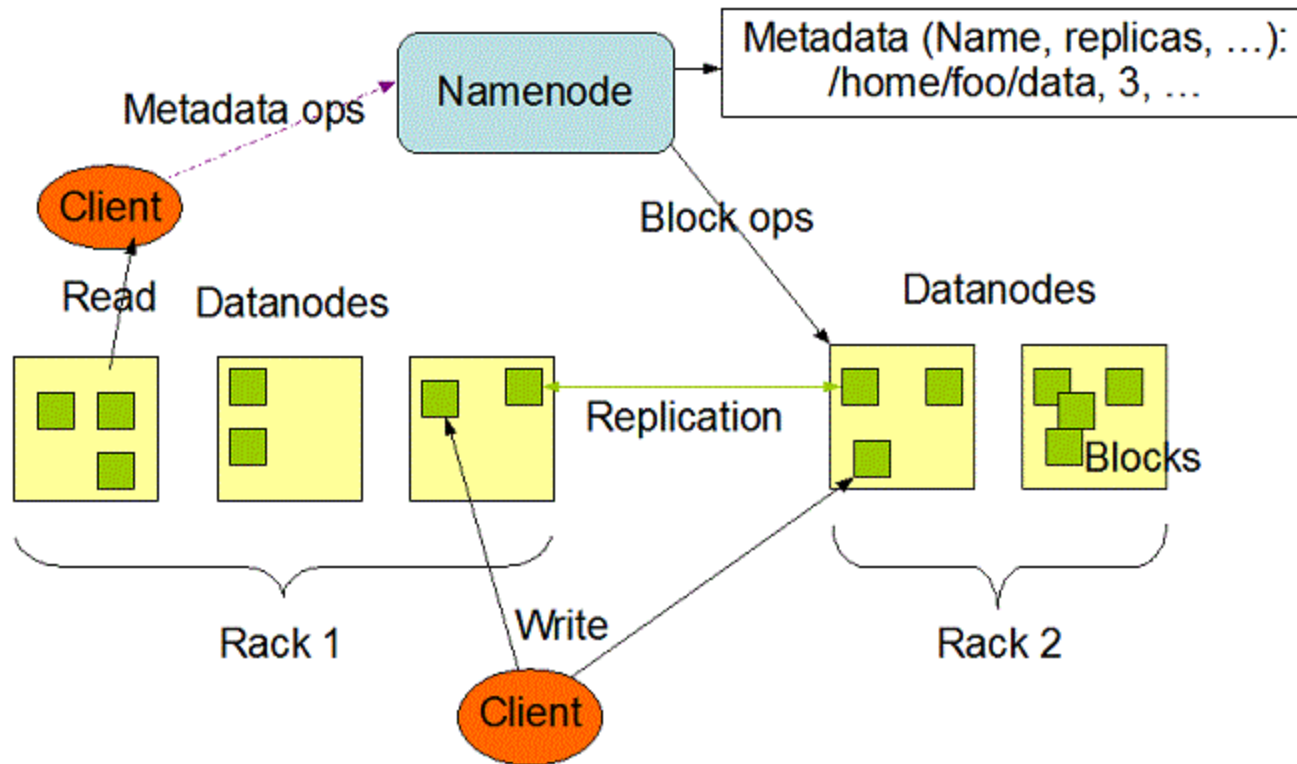 Metadata (Name, replicas, …):
/home/foo/data, 3, …
Namenode
Metadata ops
Client
Block ops
Read
Datanodes
Datanodes
Replication
Blocks
Rack 1
Write
Rack 2
Client